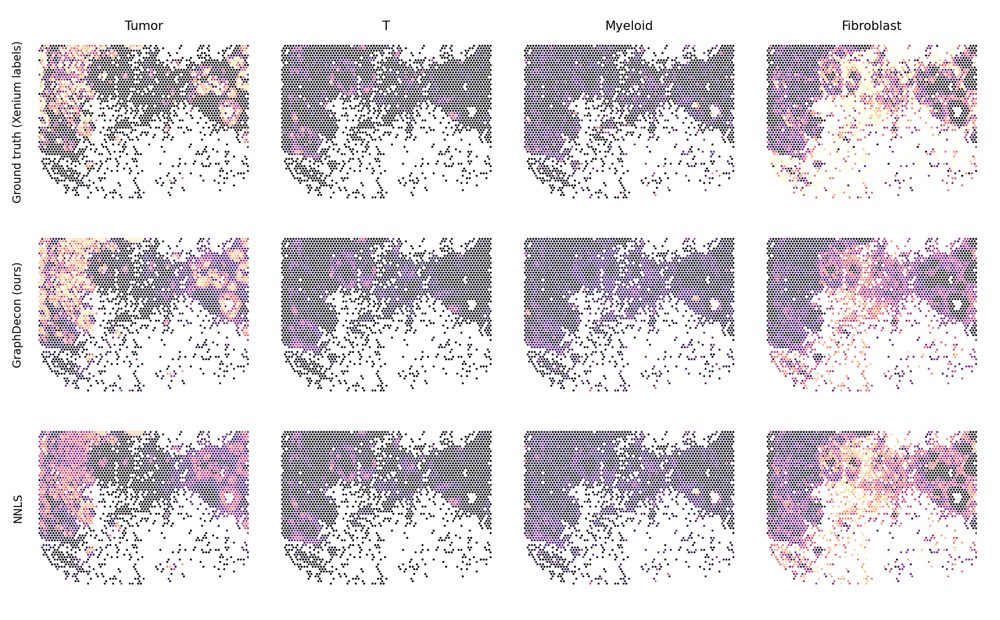 Tumor
T
Myeloid
Fibroblast
Ground truth (Xenium labels)
GraphDecon (ours)
NNLS